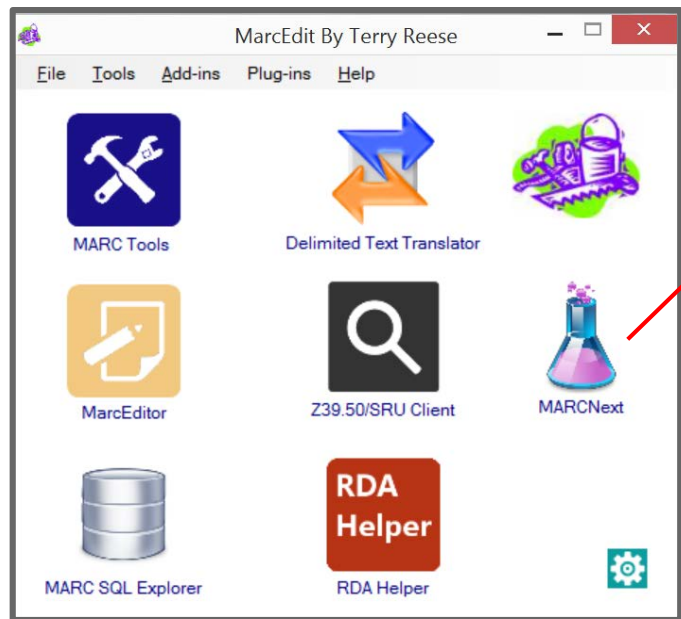 MarcEdit By Terry Reese
File Tools Add-ins Plug-ins Help
MARC Tools
Delimited Text Translator
MarcEditor
Z39.50/SRU Client
MARCNext
MARC SQL Explorer
RDA
Helper
RDA Helper